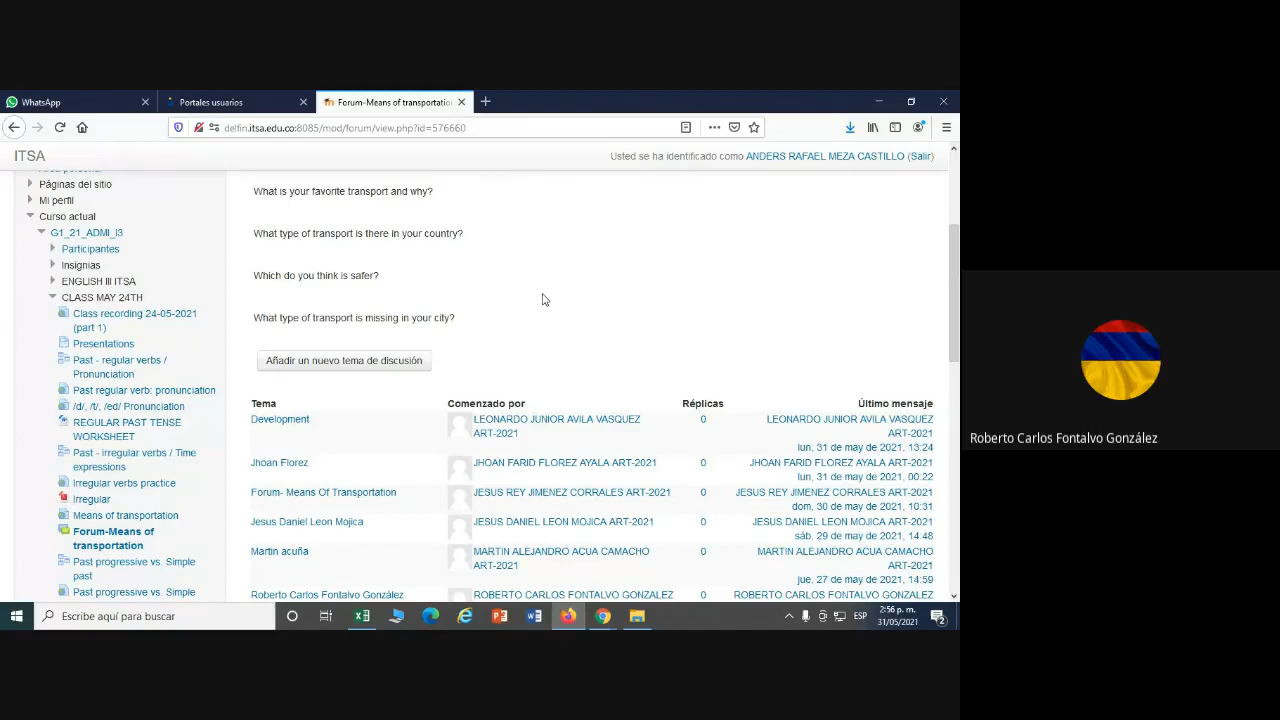 WhatsApp
Portales usuarios
Forum-Means of transportatio
delfin.itsa.edu.co:8085/mod/forum/view.php?id=576660
ITSA
Usted se ha identificado como ANDERS RAFAEL MEZA CASTILLO (Salir)
Páginas del sitio
Mi perfil
Curso actual
G1_21_ADMI_I3
Participantes
Insignias
ENGLISH III ITSA
CLASS MAY 24TH
Class recording 24-05-2021
(part 1)
Presentations
Past - regular verbs /
Pronunciation
Past regular verb: pronunciation
/d/, /t/, /ed/ Pronunciation
REGULAR PAST TENSE
WORKSHEET
Past - irregular verbs / Time
expressions
Irregular verbs practice
Irregular
Means of transportation
Forum-Means of
transportation
Past progressive vs. Simple
past
Past progressive vs. Simple
What is your favorite transport and why?
What type of transport is there in your country?
Which do you think is safer?
What type of transport is missing in your city?
Añadir un nuevo tema de discusión
Tema Comenzado por Réplicas Último mensaje
Development LEONARDO JUNIOR AVILA VASQUEZ 0 LEONARDO JUNIOR AVILA VASQUEZ
ART-2021 ART-2021
lun, 31 de may de 2021, 13:24
Jhoan Florez JHOAN FARID FLOREZ AYALA ART-2021 0 JHOAN FARID FLOREZ AYALA ART-2021
lun, 31 de may de 2021, 00:22
Forum- Means Of Transportation JESUS REY JIMENEZ CORRALES ART-2021 0 JESUS REY JIMENEZ CORRALES ART-2021
dom, 30 de may de 2021, 10:31
Jesus Daniel Leon Mojica JESUS DANIEL LEON MOJICA ART-2021 0 JESUS DANIEL LEON MOJICA ART-2021
sáb, 29 de may de 2021, 14:48
Martin acuña MARTIN ALEJANDRO ACUA CAMACHO 0 MARTIN ALEJANDRO ACUA CAMACHO
ART-2021 ART-2021
jue, 27 de may de 2021, 14:59
Roberto Carlos Fontalvo González ROBERTO CARLOS FONTALVO GONZALEZ 0 ROBERTO CARLOS FONTALVO GONZALEZ
Escribe aquí para buscar
ESP
2:56 p. m.
31/05/2021
2
Roberto Carlos Fontalvo González